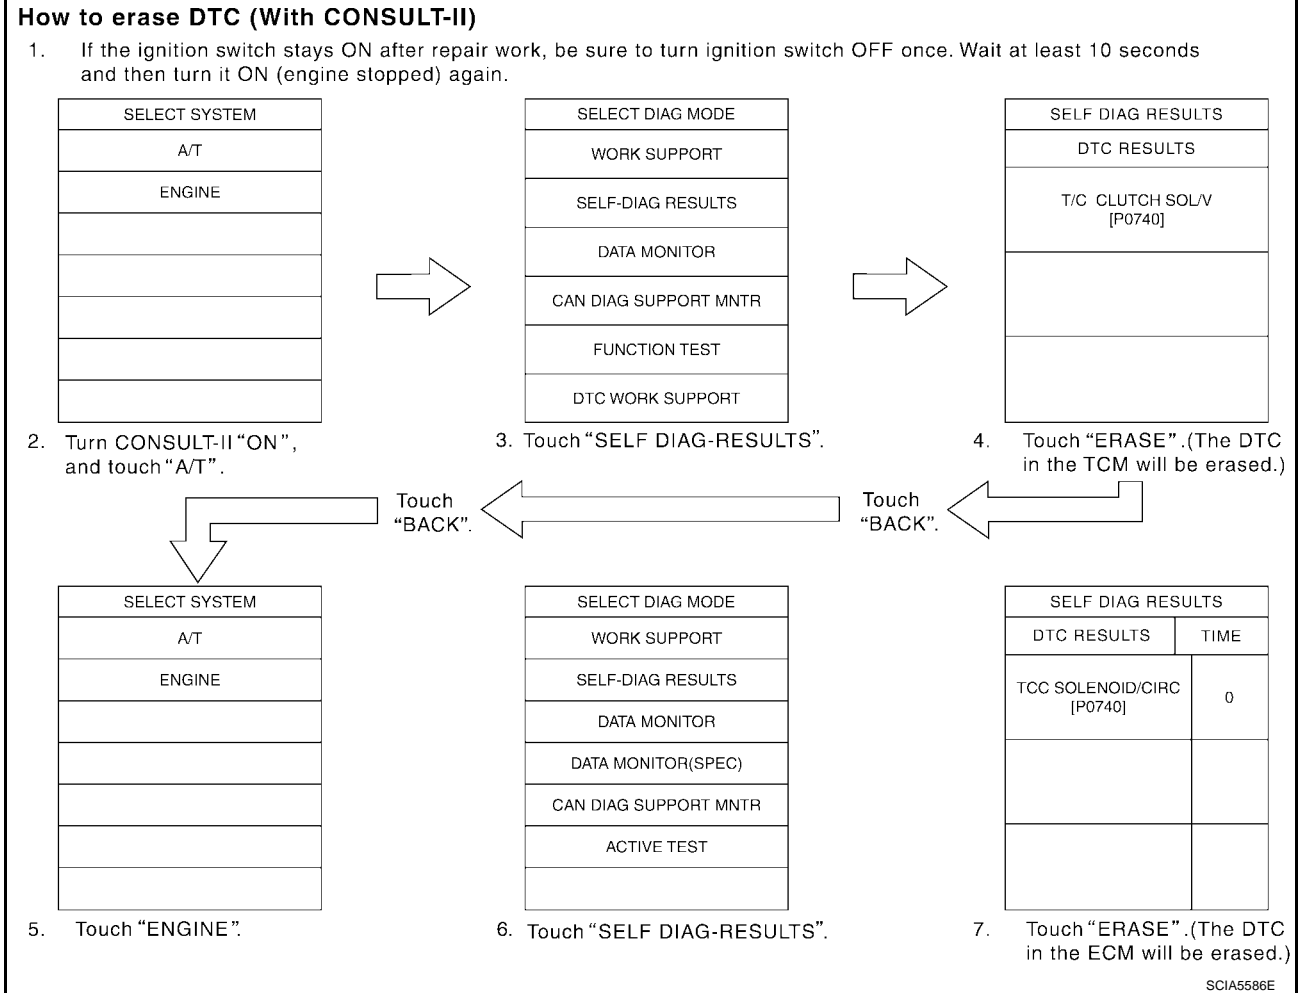 How to erase DTC (With CONSULT-II)
1. If the ignition switch stays ON after repair work, be sure to turn ignition switch OFF once. Wait at least 10 seconds
and then turn it ON (engine stopped) again.
SELECT SYSTEM
A/T
ENGINE
SELECT DIAG MODE
WORK SUPPORT
SELF-DIAG RESULTS
DATA MONITOR
CAN DIAG SUPPORT MNTR
FUNCTION TEST
DTC WORK SUPPORT
SELF DIAG RESULTS
DTC RESULTS
T/C CLUTCH SOL/V
[P0740]
2. Turn CONSULT-II "ON",
and touch "A/T".
3. Touch "SELF DIAG-RESULTS".
4. Touch "ERASE".(The DTC
in the TCM will be erased.)
Touch
"BACK".
Touch
"BACK".
SELECT SYSTEM
A/T
ENGINE
SELECT DIAG MODE
WORK SUPPORT
SELF-DIAG RESULTS
DATA MONITOR
DATA MONITOR(SPEC)
CAN DIAG SUPPORT MNTR
ACTIVE TEST
SELF DIAG RESULTS
DTC RESULTS TIME
TCC SOLENOID/CIRC
[P0740]
0
5. Touch "ENGINE".
6. Touch "SELF DIAG-RESULTS".
7. Touch "ERASE".(The DTC
in the ECM will be erased.)
SCIA5586E